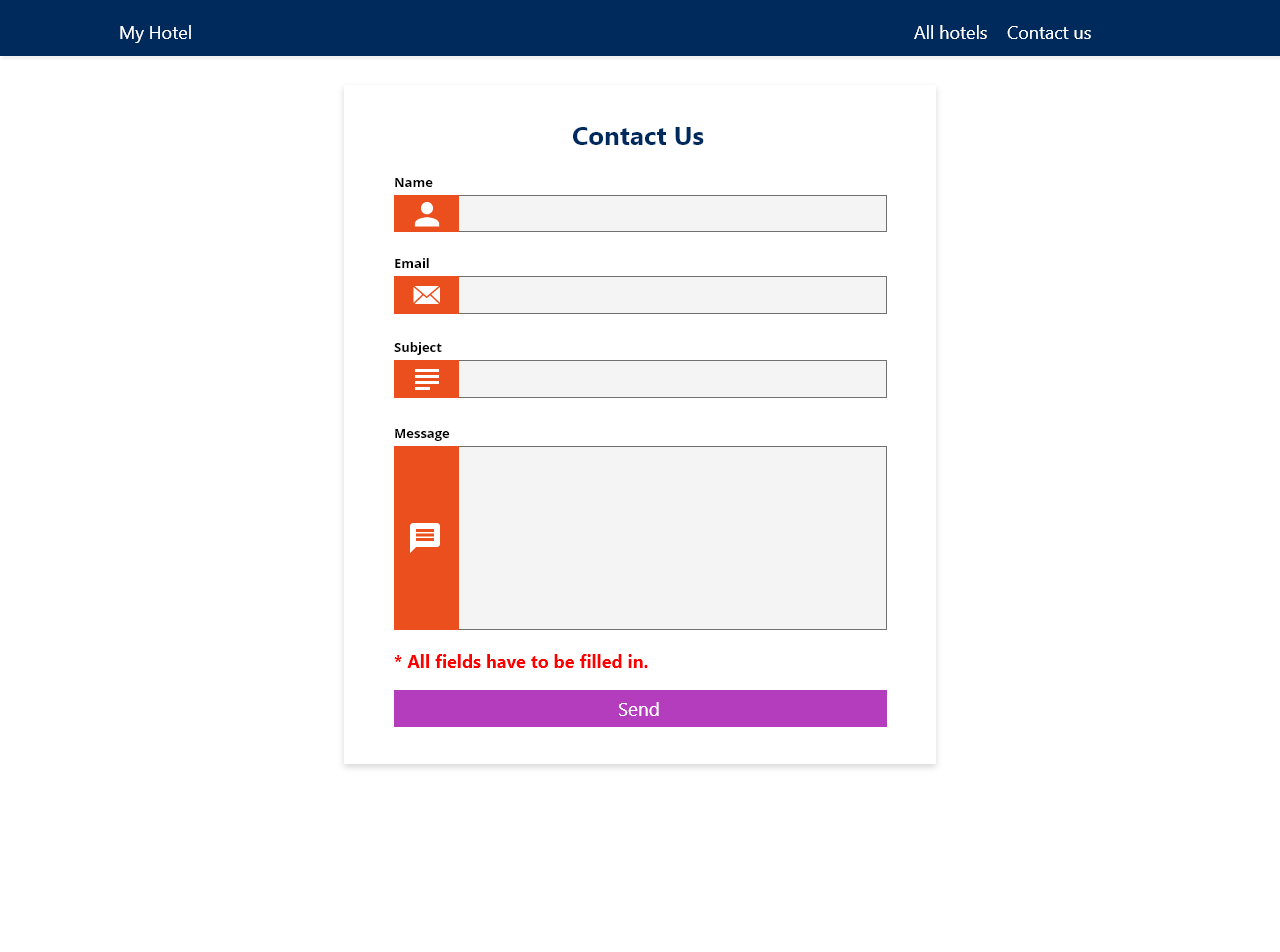 My Hotel All hotels Contact us
Contact Us
Name
Email
Subject
Message
* All fields have to be filled in.
Send